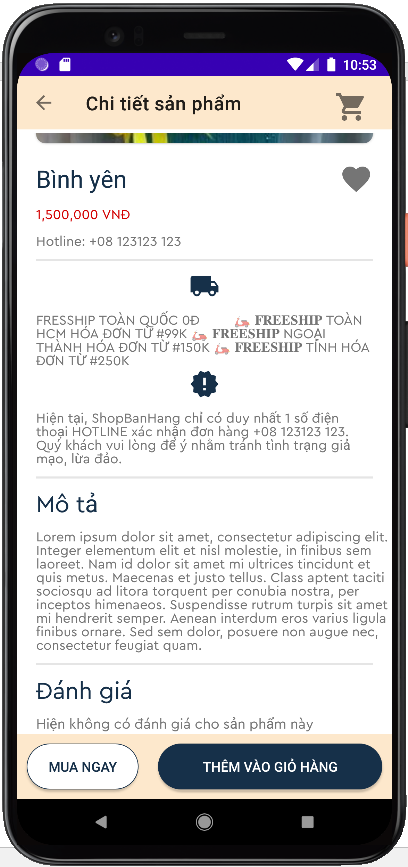 10:53
Chi tiết sản phẩm
Bình yên
1,500,000 VNĐ
Hotline: +08 123123 123
FRESSHIP TOÀN QUỐC 0Đ 🛵 𝐅𝐑𝐄𝐄𝐒𝐇𝐈𝐏 TOÀN
HCM HÓA ĐƠN TỪ #99K 🛵 𝐅𝐑𝐄𝐄𝐒𝐇𝐈𝐏 NGOẠI
THÀNH HÓA ĐƠN TỪ #150K 🛵 𝐅𝐑𝐄𝐄𝐒𝐇𝐈𝐏 TỈNH HÓA
ĐƠN TỪ #250K
Hiện tại, ShopBanHang chỉ có duy nhất 1 số điện
thoại HOTLINE xác nhận đơn hàng +08 123123 123.
Quý khách vui lòng để ý nhằm tránh tình trạng giả
mạo, lừa đảo.
Mô tả
Lorem ipsum dolor sit amet, consectetur adipiscing elit.
Integer elementum elit et nisl molestie, in finibus sem
laoreet. Nam id dolor sit amet mi ultrices tincidunt et
quis metus. Maecenas et justo tellus. Class aptent taciti
sociosqu ad litora torquent per conubia nostra, per
inceptos himenaeos. Suspendisse rutrum turpis sit amet
mi hendrerit semper. Aenean interdum eros varius ligula
finibus ornare. Sed sem dolor, posuere non augue nec,
consectetur feugiat quam.
Đánh giá
Hiện không có đánh giá cho sản phẩm này
MUA NGAY
THÊM VÀO GIỎ HÀNG